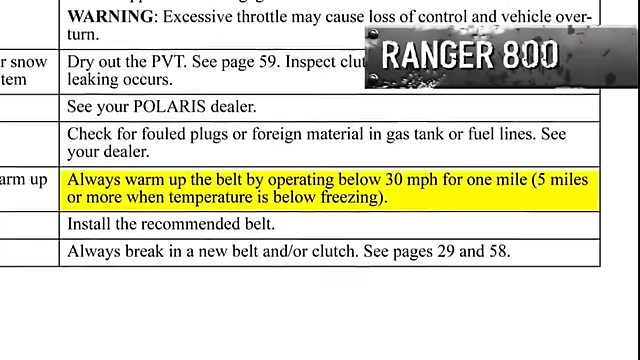 WARNING: Excessive throttle may cause loss of control and vehicle over-
turn.
RANGER 800
r snow
tem
Dry out the PVT. See page 59. Inspect
leaking occurs.
See your POLARIS dealer.
Check for fouled plugs or foreign material in gas tank or fuel lines. See
your dealer.
arm up
Always warm up the belt by operating below 30 mph for one mile (5 miles
or more when temperature is below freezing).
Install the recommended belt.
Always break in a new belt and/or clutch. See pages 29 and 58.